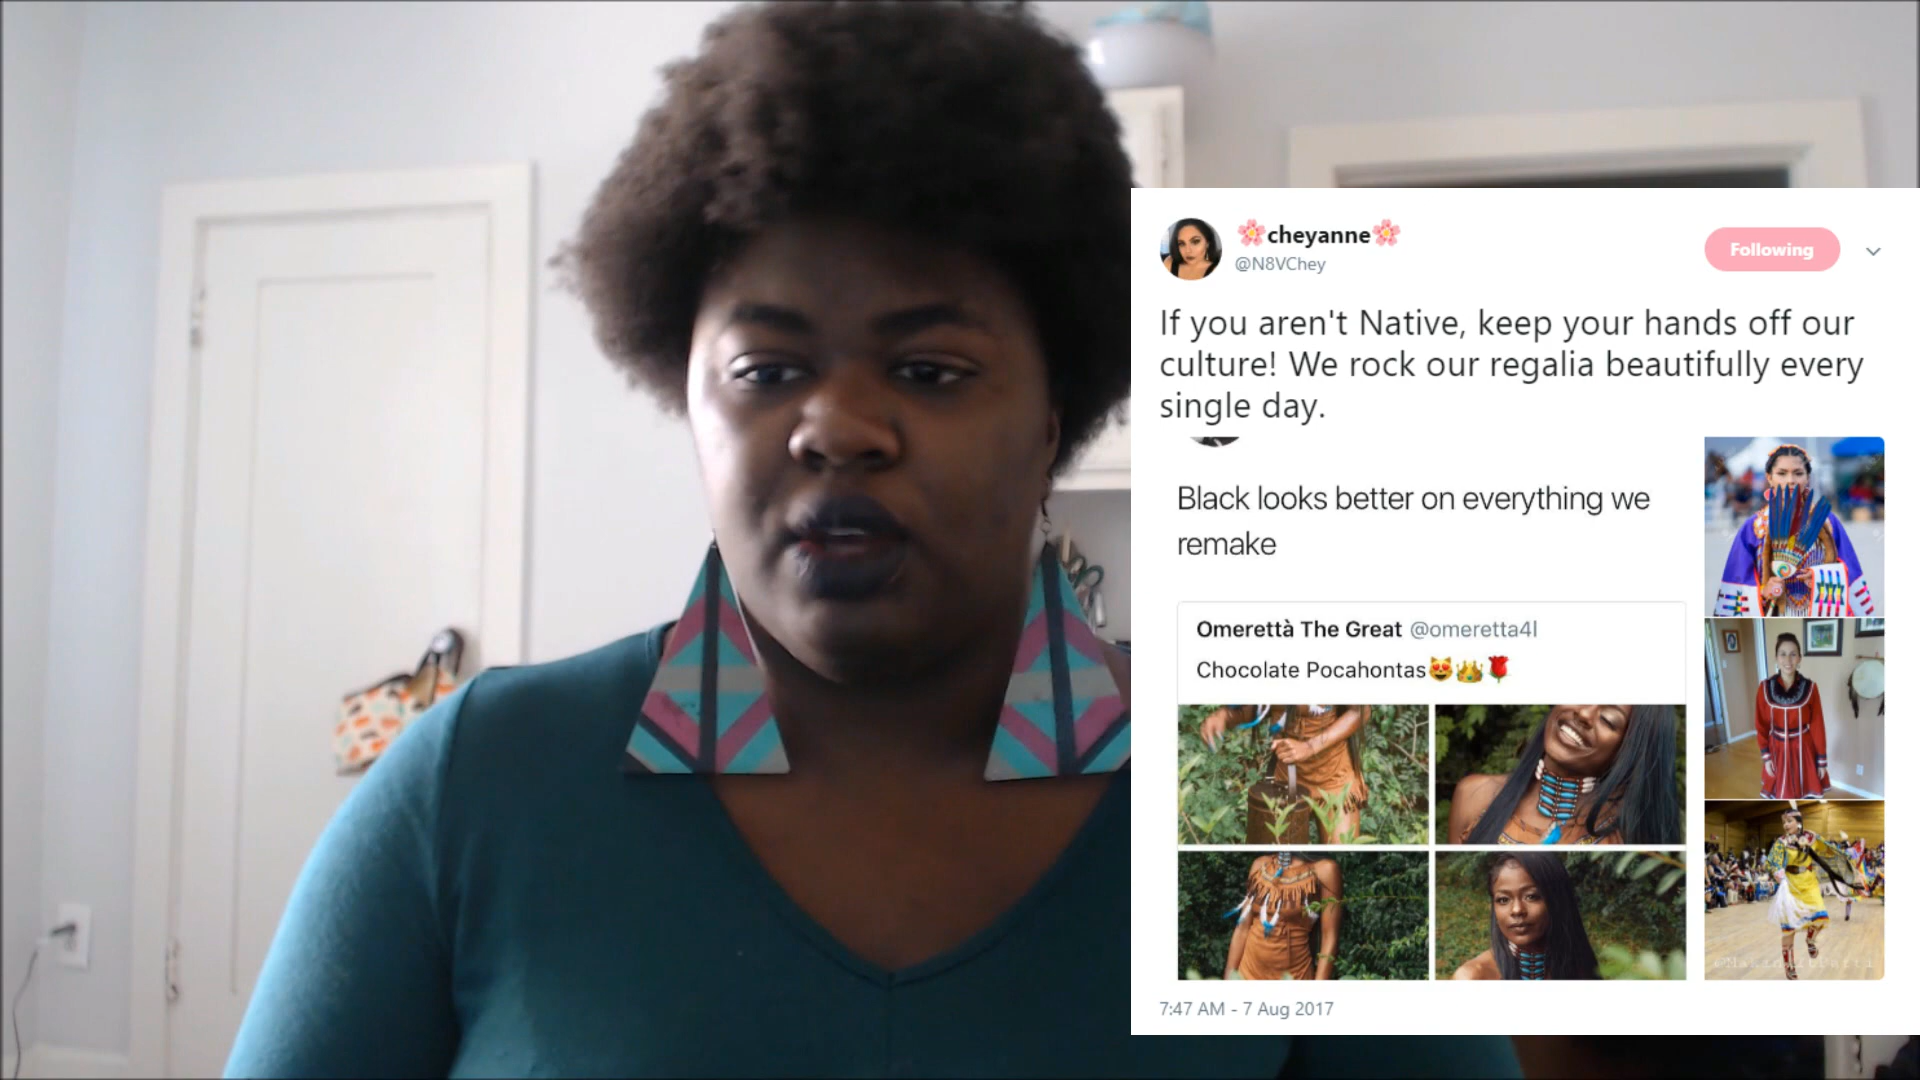 🌸cheyanne🌸
@N8VChey
Following
If you aren't Native, keep your hands off our
culture! We rock our regalia beautifully every
single day.
Black looks better on everything we
remake
Omerettà The Great @omeretta4l
Chocolate Pocahontas😻👑🌹
7:47 AM - 7 Aug 2017